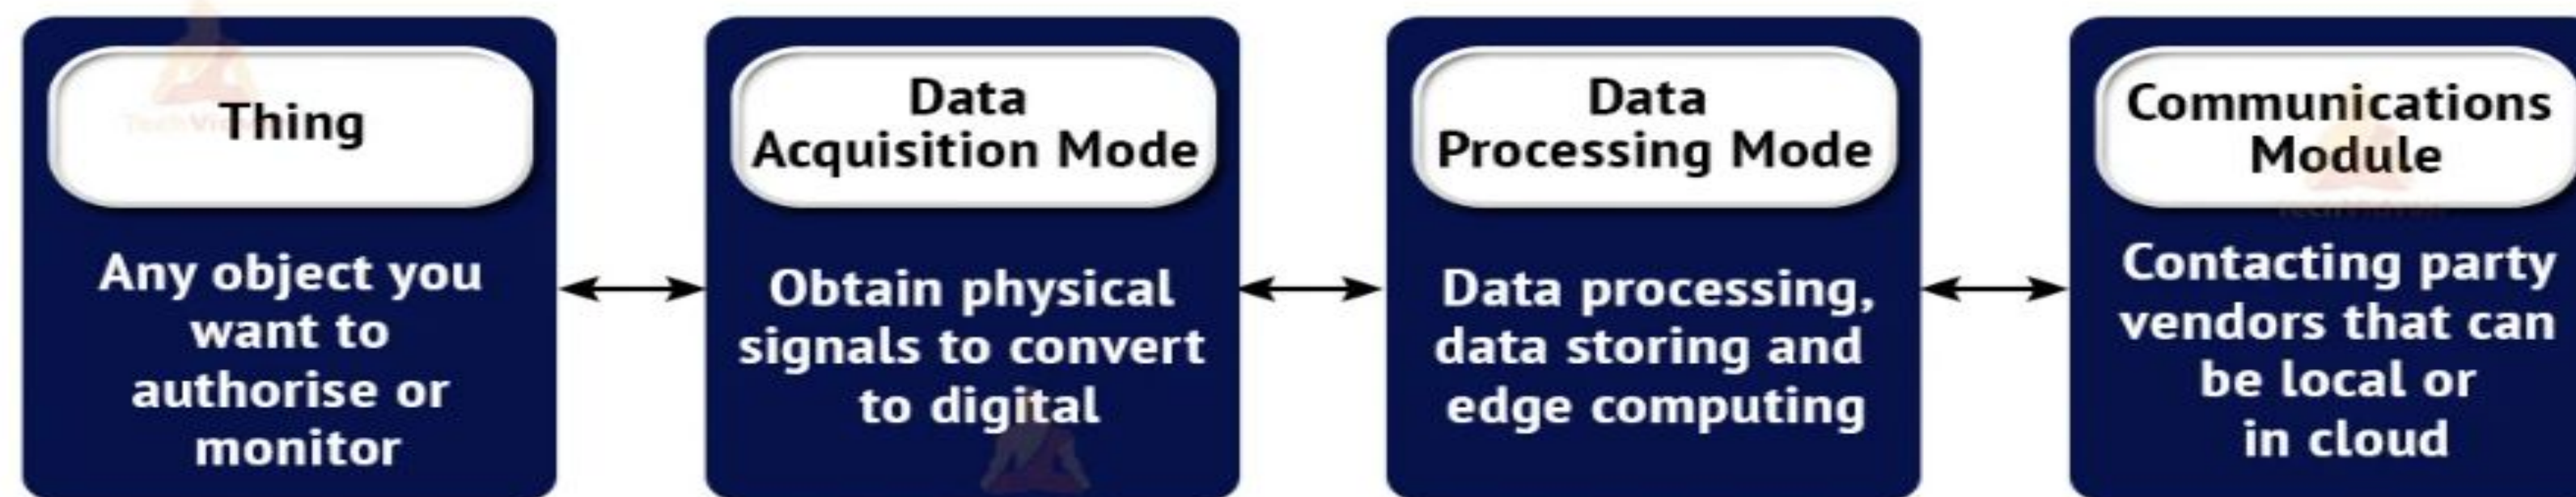 Thing
Any object you
want to
authorise or
monitor
Data
Acquisition Mode
Obtain physical
signals to convert
to digital
Data
Processing Mode
Data processing,
data storing and
edge computing
Communications
Module
Contacting party
vendors that can
be local or
in cloud